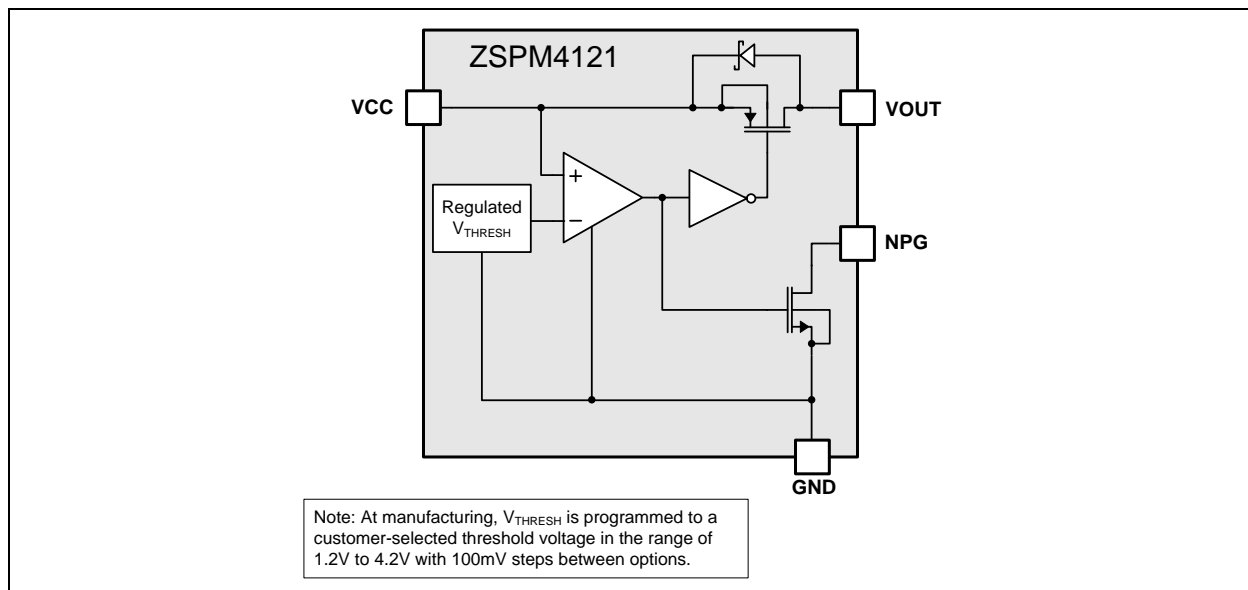 ZSPM4121
VCC
VOUT
+
Regulated
VTHRESH
−
NPG
GND
Note: At manufacturing, VTHRESH is programmed to a
customer-selected threshold voltage in the range of
1.2V to 4.2V with 100mV steps between options.